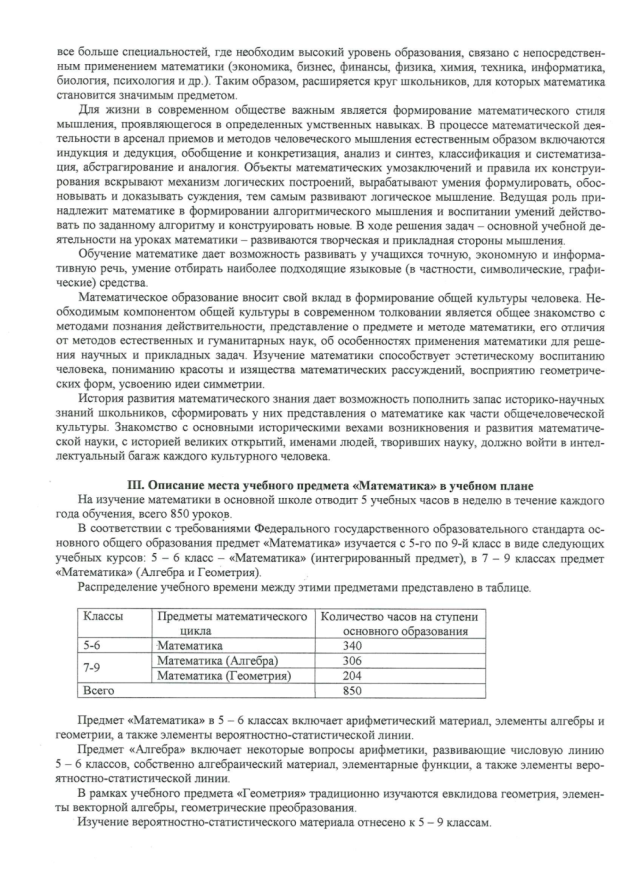 все больше специальностей, где необходим высокий уровень образования, связано с непосредствен-
ным применением математики (экономика, бизнес, финансы, физика, химия, техника, информатика,
биология, психология и др.). Таким образом, расширяется круг школьников, для которых математика
становится значимым предметом.
Для жизни в современном обществе важным является формирование математического стиля
мышления, проявляющегося в определенных умственных навыках. В процессе математической дея-
тельности в арсенал приемов и методов человеческого мышления естественным образом включаются
индукция и дедукция, обобщение и конкретизация, анализ и синтез, классификация и систематиза-
ция, абстрагирование и аналогия. Объекты математических умозаключений и правила их конструи-
рования вскрывают механизм логических построений, вырабатывают умения формулировать, обос-
новывать и доказывать суждения, тем самым развивают логическое мышление. Ведущая роль при-
надлежит математике в формировании алгоритмического мышления и воспитании умений действо-
вать по заданному алгоритму и конструировать новые. В ходе решения задач – основной учебной де-
ятельности на уроках математики – развиваются творческая и прикладная стороны мышления.
Обучение математике дает возможность развивать у учащихся точную, экономную и информа-
тивную речь, умение отбирать наиболее подходящие языковые (в частности, символические, графи-
ческие) средства.
Математическое образование вносит свой вклад в формирование общей культуры человека. Не-
обходимым компонентом общей культуры в современном толковании является общее знакомство с
методами познания действительности, представление о предмете и методе математики, его отличия
от методов естественных и гуманитарных наук, об особенностях применения математики для реше-
ния научных и прикладных задач. Изучение математики способствует эстетическому воспитанию
человека, пониманию красоты и изящества математических рассуждений, восприятию геометриче-
ских форм, усвоению идеи симметрии.
История развития математического знания дает возможность пополнить запас историко-научных
знаний школьников, сформировать у них представления о математике как части общечеловеческой
культуры. Знакомство с основными историческими вехами возникновения и развития математиче-
ской науки, с историей великих открытий, именами людей, творивших науку, должно войти в интел-
лектуальный багаж каждого культурного человека.
III. Описание места учебного предмета «Математика» в учебном плане
На изучение математики в основной школе отводит 5 учебных часов в неделю в течение каждого
года обучения, всего 850 уроков.
В соответствии с требованиями Федерального государственного образовательного стандарта ос-
новного общего образования предмет «Математика» изучается с 5-го по 9-й класс в виде следующих
учебных курсов: 5 – 6 класс – «Математика» (интегрированный предмет), в 7 – 9 классах предмет
«Математика» (Алгебра и Геометрия).
Распределение учебного времени между этими предметами представлено в таблице.
Классы Предметы математического цикла Количество часов на ступени основного образования
5-6 Математика 340
7-9 Математика (Алгебра) 306
Математика (Геометрия) 204
Всего 850
Предмет «Математика» в 5 – 6 классах включает арифметический материал, элементы алгебры и
геометрии, а также элементы вероятностно-статистической линии.
Предмет «Алгебра» включает некоторые вопросы арифметики, развивающие числовую линию
5 – 6 классов, собственно алгебраический материал, элементарные функции, а также элементы веро-
ятностно-статистической линии.
В рамках учебного предмета «Геометрия» традиционно изучаются евклидова геометрия, элемен-
ты векторной алгебры, геометрические преобразования.
Изучение вероятностно-статистического материала отнесено к 5 – 9 классам.